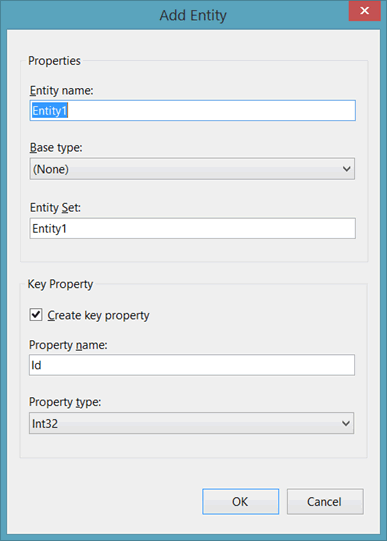 Add Entity
Properties
Entity name:
Entity1
Base type:
(None)
Entity Set:
Entity1
Key Property
Create key property
Property name:
Id
Property type:
Int32
OK Cancel